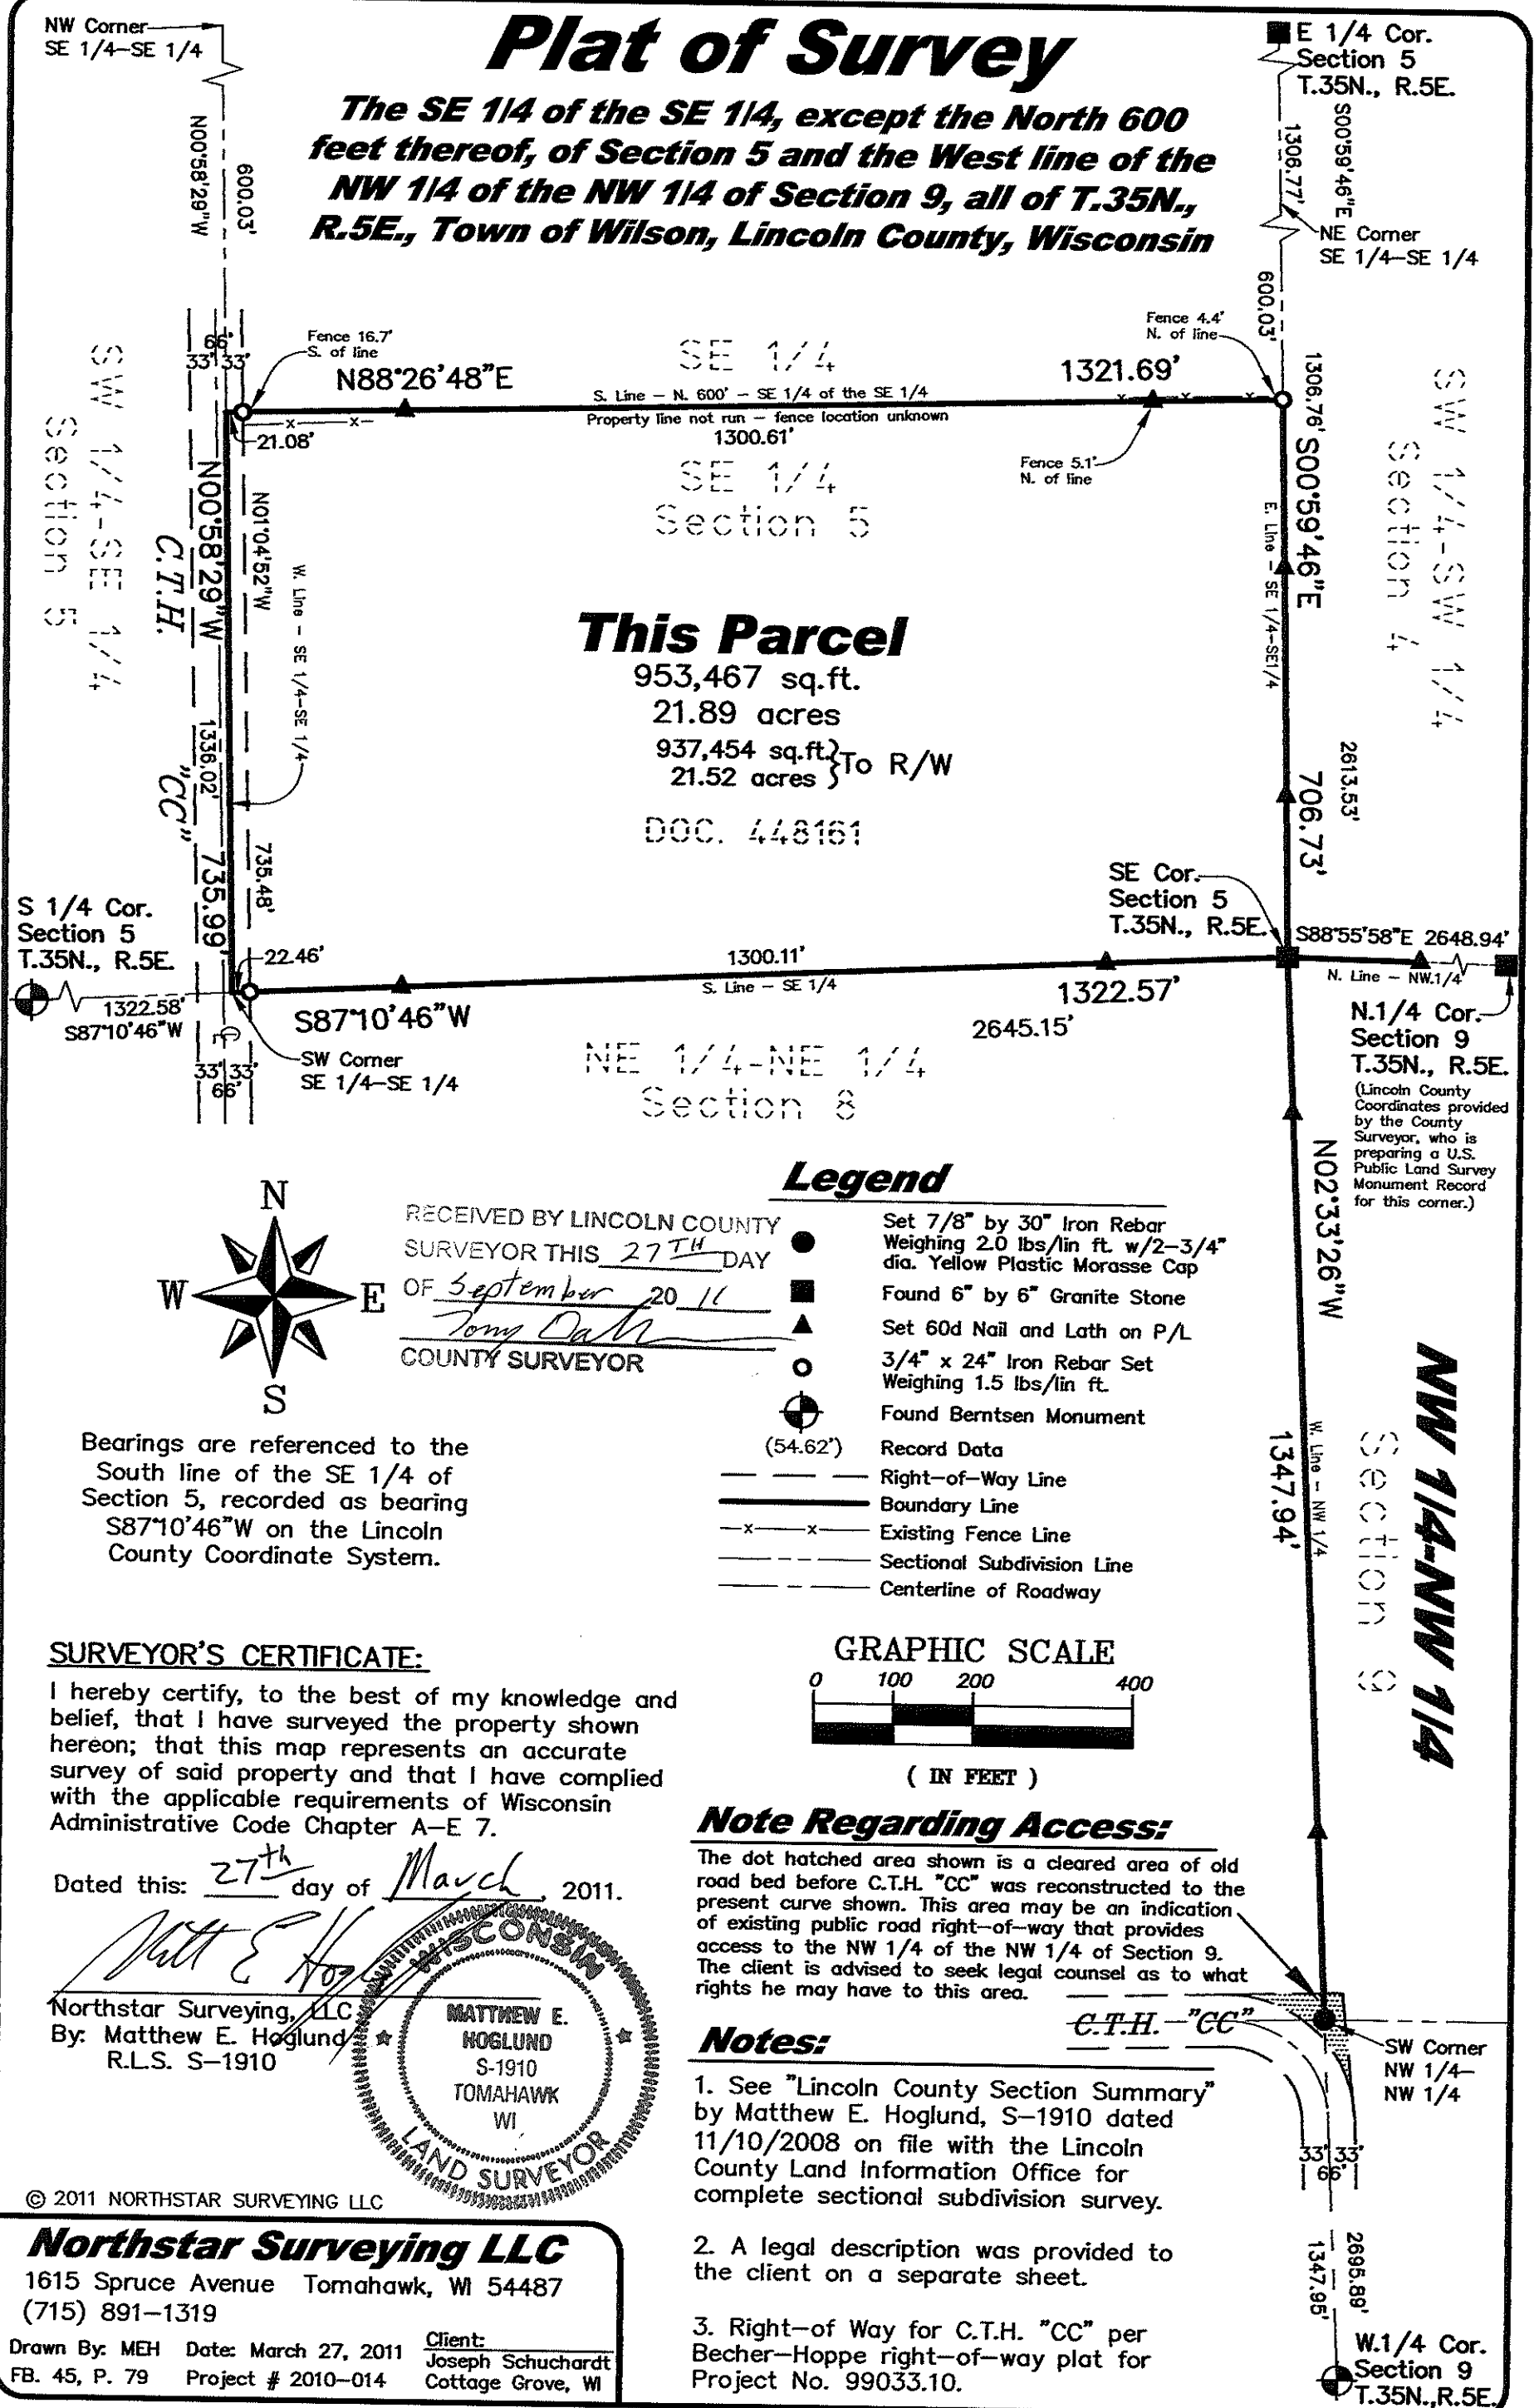 NW Corner
SE 1/4-SE 1/4
Plat of Survey
The SE 1/4 of the SE 1/4, except the North 600
feet thereof, of Section 5 and the West line of the
NW 1/4 of the NW 1/4 of Section 9, all of T.35N.,
R.5E., Town of Wilson, Lincoln County, Wisconsin
E 1/4 Cor.
Section 5
T.35N., R.5E.
N00°58'29"W
600.03'
S00°59'46"E
1306.77'
NE Corner
SE 1/4-SE 1/4
600.03'
66'
33' 33'
Fence 16.7'
S. of line
N88°26'48"E
SE 1/4
S. Line - N. 600' - SE 1/4 of the SE 1/4
Property line not run - fence location unknown
1300.61'
1321.69'
Fence 4.4'
N. of line
Fence 5.1'
N. of line
21.08'
SE 1/4
Section 5
SW 1/4-SE 1/4
Section 5
N00°58'29"W
N01°04'52"W
C.T.H.
"CC"
W. Line - SE 1/4-SE 1/4
1336.02'
735.99'
735.48'
1306.76'
S00°59'46"E
E. Line - SE 1/4-SE1/4
SW 1/4-SW 1/4
Section 4
2613.53'
706.73'
This Parcel
953,467 sq.ft.
21.89 acres
937,454 sq.ft.
21.52 acres
To R/W
DOC. 448161
SE Cor.
Section 5
T.35N., R.5E.
S88°55'58"E 2648.94'
N. Line - NW.1/4
S 1/4 Cor.
Section 5
T.35N., R.5E.
1322.58'
S87°10'46"W
22.46'
S87°10'46"W
1300.11'
S. Line - SE 1/4
1322.57'
2645.15'
CL
33' 33'
66'
SW Corner
SE 1/4-SE 1/4
NE 1/4-NE 1/4
Section 8
N.1/4 Cor.
Section 9
T.35N., R.5E.
(Lincoln County
Coordinates provided
by the County
Surveyor, who is
preparing a U.S.
Public Land Survey
Monument Record
for this corner.)
N02°33'26"W
N
W
E
S
RECEIVED BY LINCOLN COUNTY
SURVEYOR THIS 27TH DAY
OF September 20 11
COUNTY SURVEYOR
Legend
Set 7/8" by 30" Iron Rebar
Weighing 2.0 lbs/lin ft. w/2-3/4"
dia. Yellow Plastic Morasse Cap
Found 6" by 6" Granite Stone
Set 60d Nail and Lath on P/L
3/4" x 24" Iron Rebar Set
Weighing 1.5 lbs/lin ft.
Found Berntsen Monument
(54.62') Record Data
Right-of-Way Line
Boundary Line
Existing Fence Line
Sectional Subdivision Line
Centerline of Roadway
Bearings are referenced to the
South line of the SE 1/4 of
Section 5, recorded as bearing
S87°10'46"W on the Lincoln
County Coordinate System.
W. Line - NW 1/4
1347.94'
Section 9
NW 1/4-NW 1/4
GRAPHIC SCALE
0 100 200 400
( IN FEET )
SURVEYOR'S CERTIFICATE:
I hereby certify, to the best of my knowledge and
belief, that I have surveyed the property shown
hereon; that this map represents an accurate
survey of said property and that I have complied
with the applicable requirements of Wisconsin
Administrative Code Chapter A-E 7.
Dated this: 27th day of March, 2011.
Northstar Surveying, LLC
By: Matthew E. Hoglund
R.L.S. S-1910
WISCONSIN
MATTHEW E.
HOGLUND
S-1910
TOMAHAWK
WI
LAND SURVEYOR
Note Regarding Access:
The dot hatched area shown is a cleared area of old
road bed before C.T.H. "CC" was reconstructed to the
present curve shown. This area may be an indication
of existing public road right-of-way that provides
access to the NW 1/4 of the NW 1/4 of Section 9.
The client is advised to seek legal counsel as to what
rights he may have to this area.
C.T.H. "CC"
SW Corner
NW 1/4-
NW 1/4
33' 33'
66'
2695.89'
1347.95'
W.1/4 Cor.
Section 9
T.35N.,R.5E.
Notes:
1. See "Lincoln County Section Summary"
by Matthew E. Hoglund, S-1910 dated
11/10/2008 on file with the Lincoln
County Land Information Office for
complete sectional subdivision survey.
2. A legal description was provided to
the client on a separate sheet.
3. Right-of Way for C.T.H. "CC" per
Becher-Hoppe right-of-way plat for
Project No. 99033.10.
© 2011 NORTHSTAR SURVEYING LLC
Northstar Surveying LLC
1615 Spruce Avenue Tomahawk, WI 54487
(715) 891-1319
Drawn By: MEH Date: March 27, 2011
FB. 45, P. 79 Project # 2010-014
Client:
Joseph Schuchardt
Cottage Grove, WI